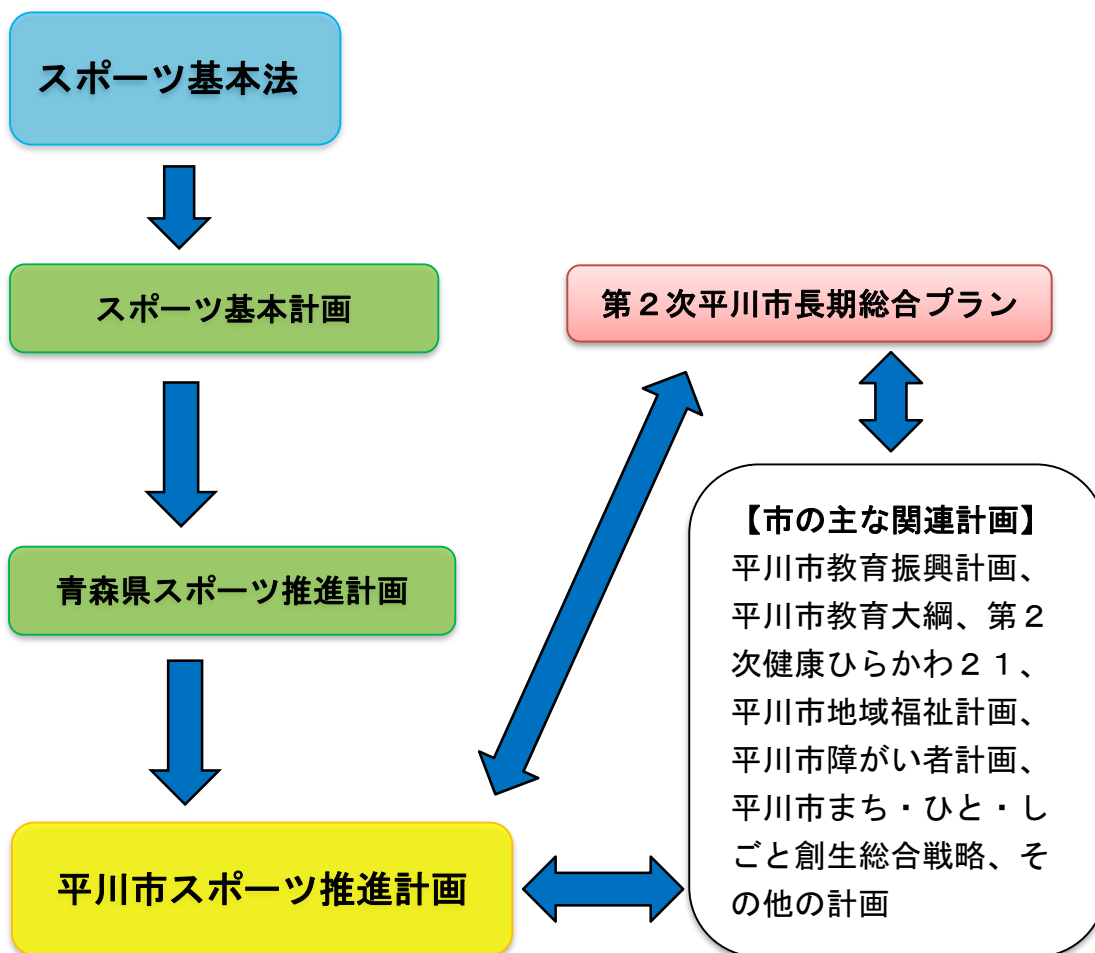 スポーツ基本法
スポーツ基本計画
第２次平川市長期総合プラン
青森県スポーツ推進計画
平川市スポーツ推進計画
【市の主な関連計画】
平川市教育振興計画、
平川市教育大綱、第２
次健康ひらかわ２１、
平川市地域福祉計画、
平川市障がい者計画、
平川市まち・ひと・し
ごと創生総合戦略、そ
の他の計画